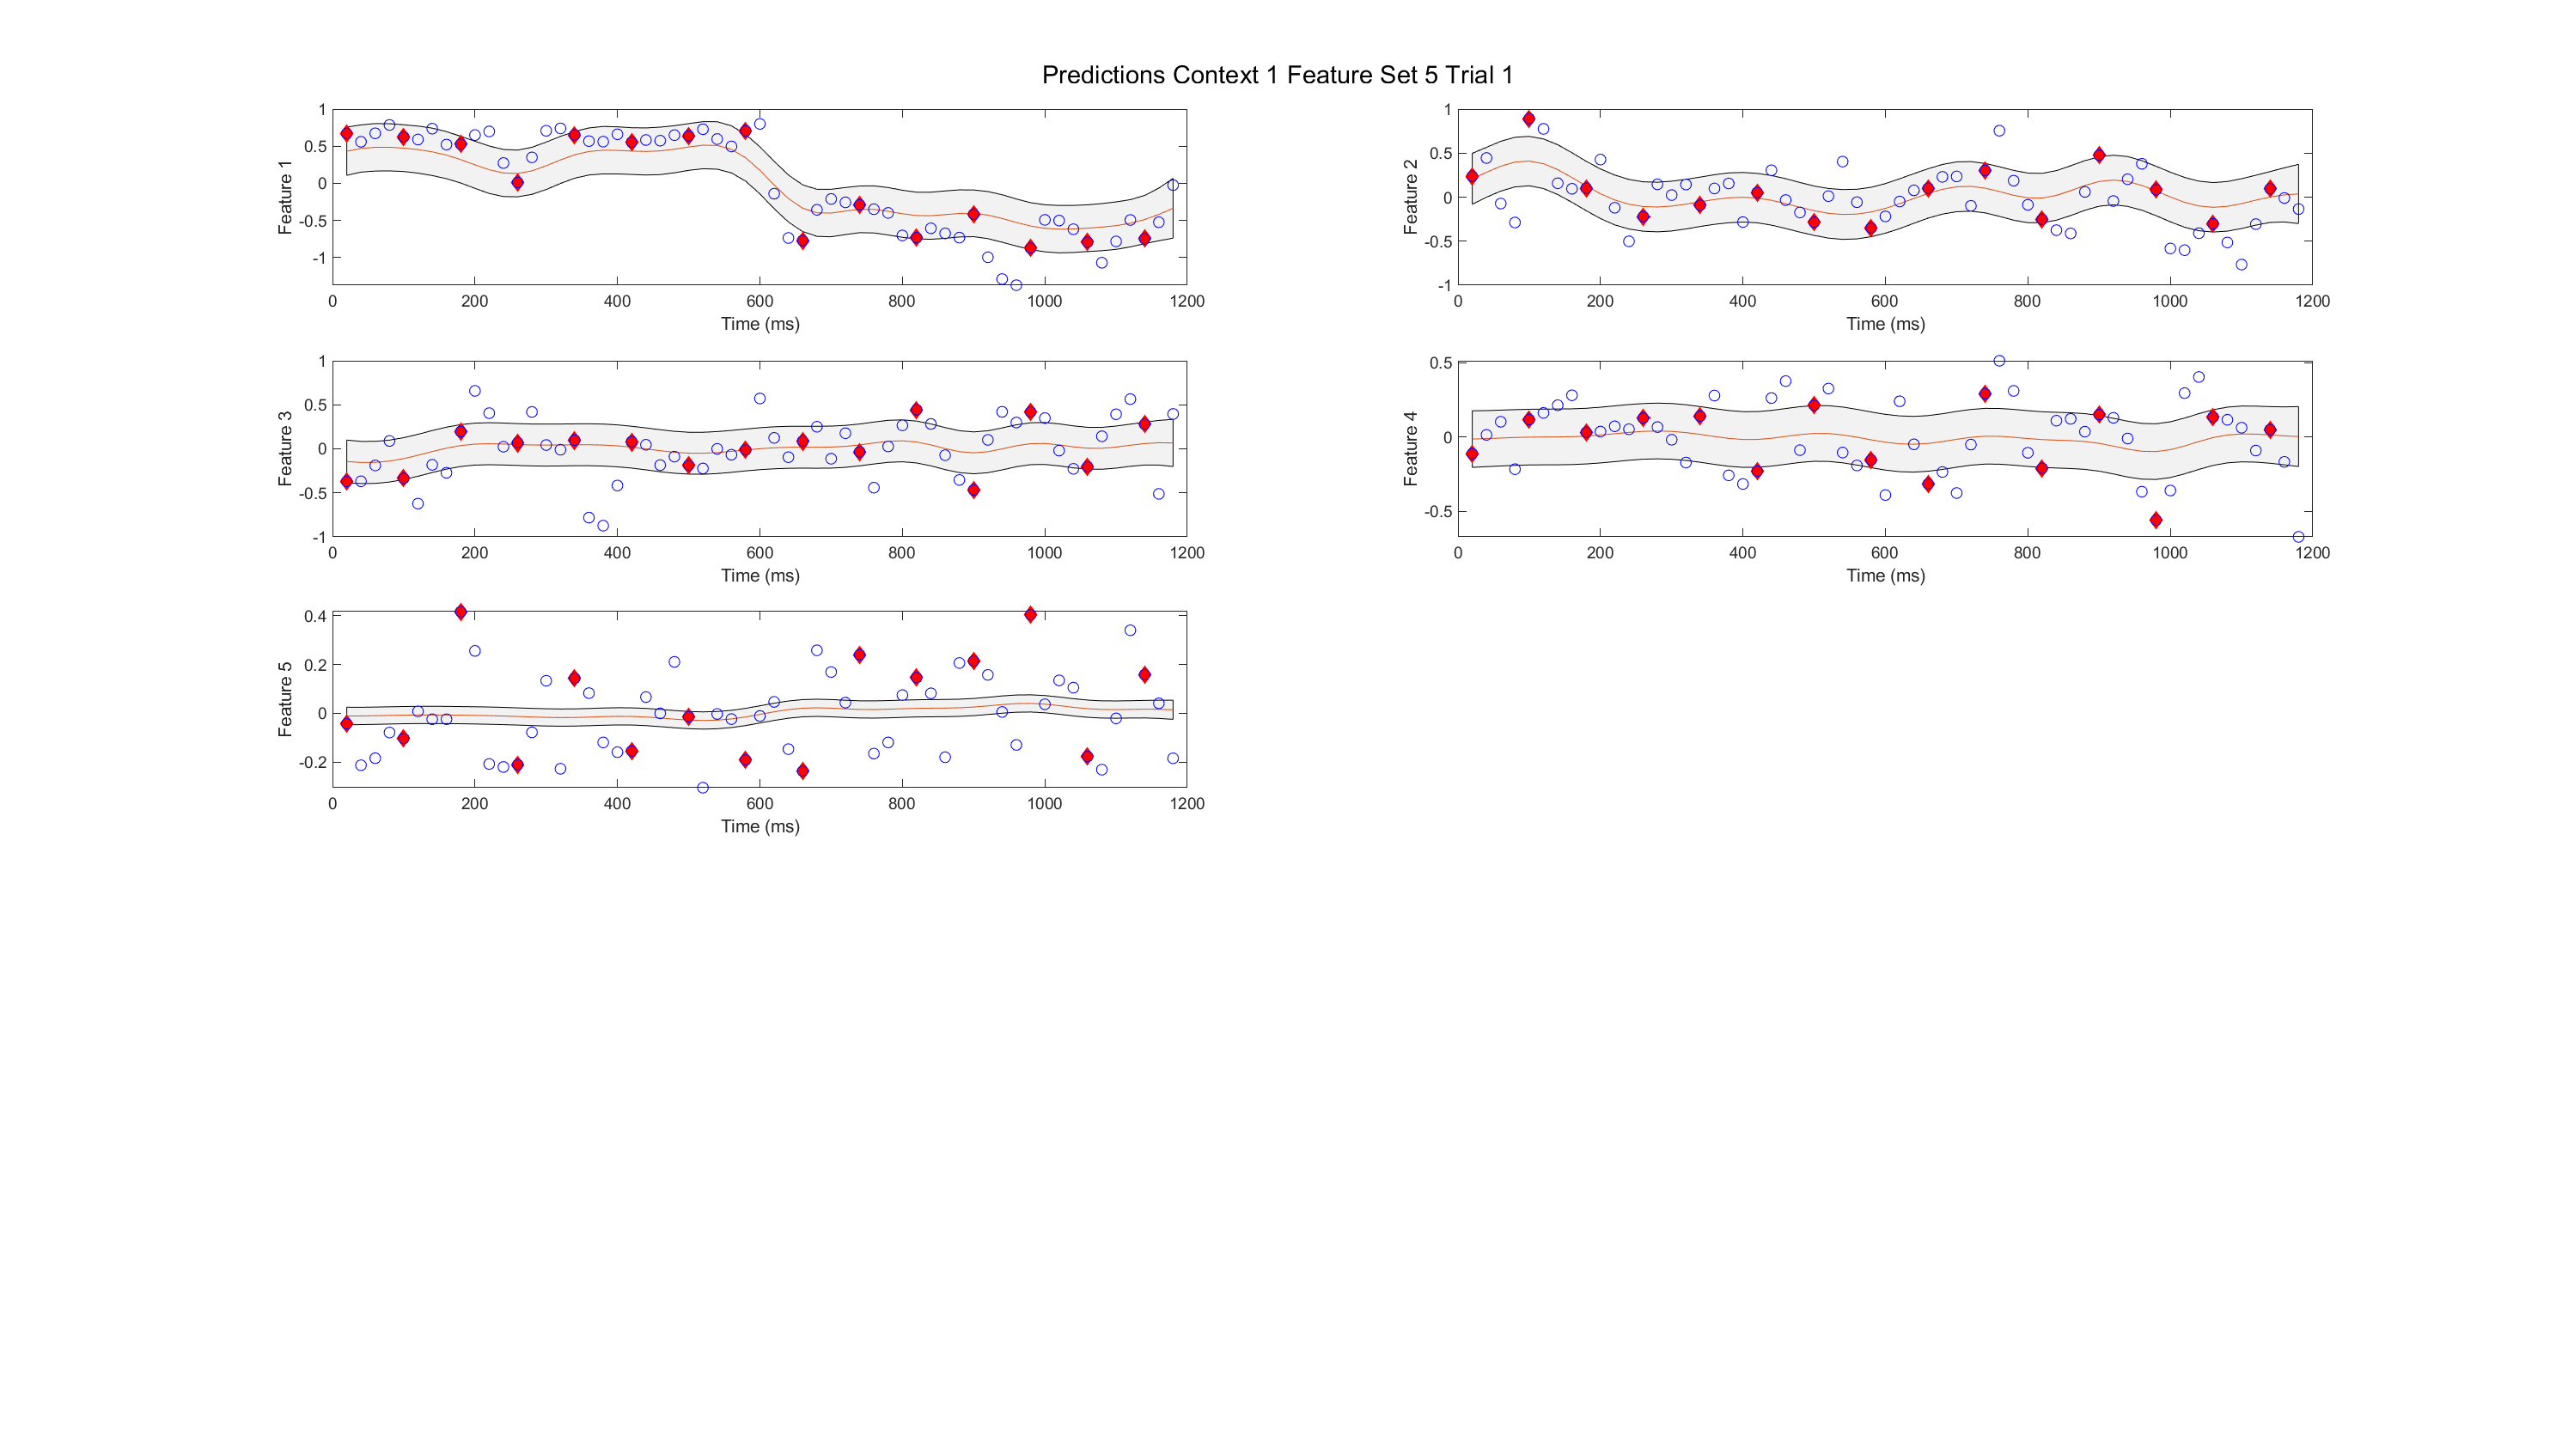 Predictions Context 1 Feature Set 5 Trial 1
1
0.5
0
-0.5
-1
Feature 1
0 200 400 600 800 1000 1200
Time (ms)
1
0.5
0
-0.5
-1
Feature 2
0 200 400 600 800 1000 1200
Time (ms)
1
0.5
0
-0.5
-1
Feature 3
0 200 400 600 800 1000 1200
Time (ms)
0.5
0
-0.5
Feature 4
0 200 400 600 800 1000 1200
Time (ms)
0.4
0.2
0
-0.2
Feature 5
0 200 400 600 800 1000 1200
Time (ms)